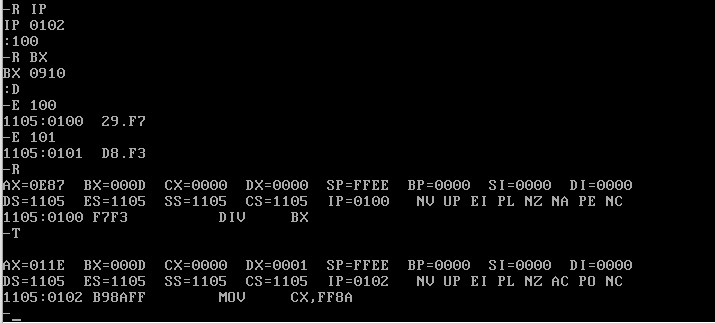 -R IP
IP 0102
:100
-R BX
BX 0910
:D
-E 100
1105:0100  29.F7
-E 101
1105:0101  D8.F3
-R
AX=0E87  BX=000D  CX=0000  DX=0000  SP=FFEE  BP=0000  SI=0000  DI=0000
DS=1105  ES=1105  SS=1105  CS=1105  IP=0100   NV UP EI PL NZ NA PE NC
1105:0100 F7F3          DIV     BX
-T
AX=011E  BX=000D  CX=0000  DX=0001  SP=FFEE  BP=0000  SI=0000  DI=0000
DS=1105  ES=1105  SS=1105  CS=1105  IP=0102   NV UP EI PL NZ AC PO NC
1105:0102 B98AFF        MOV     CX,FF8A
-_